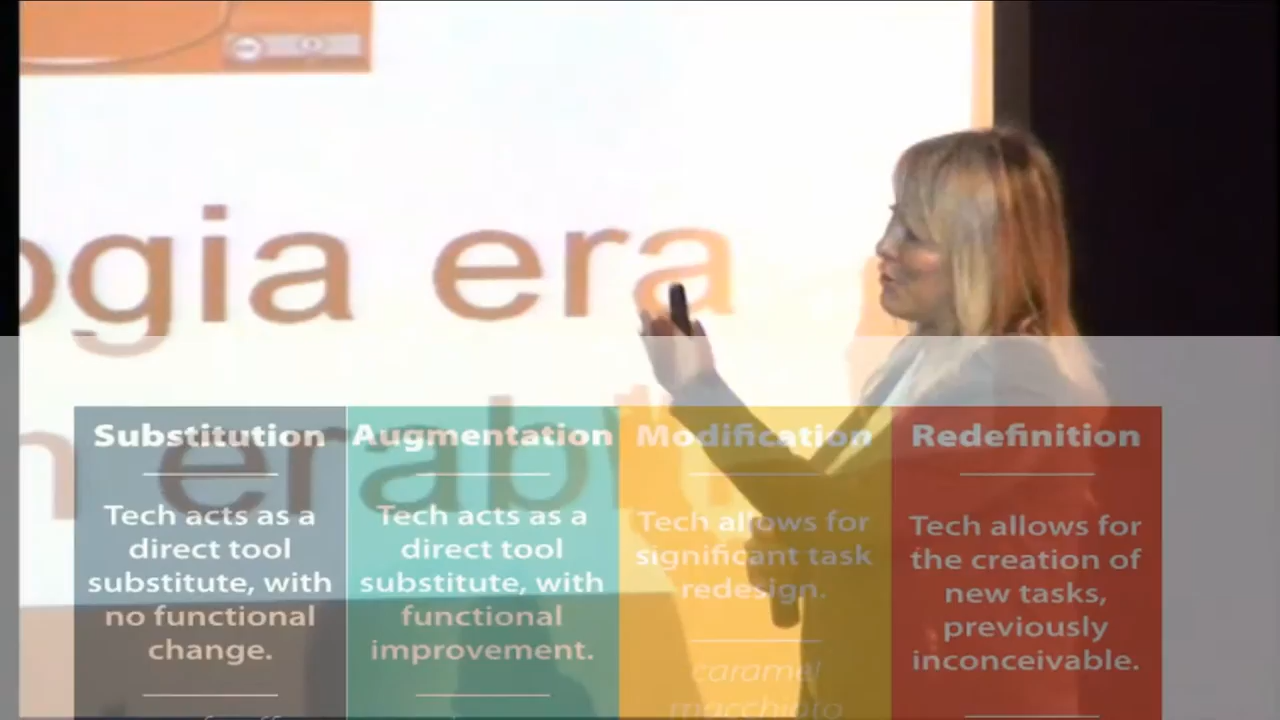 ogia era
n erab
Substitution
Tech acts as a
direct tool
substitute, with
no functional
change.
Augmentation
Tech acts as a
direct tool
substitute, with
functional
improvement.
Modification
Tech allows for
significant task
redesign.
caramel
macchiato
Redefinition
Tech allows for
the creation of
new tasks,
previously
inconceivable.